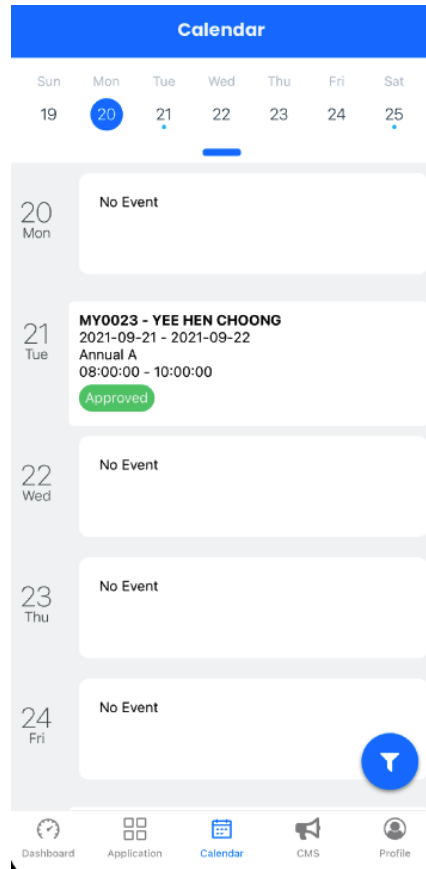 Calendar
Sun Mon Tue Wed Thu Fri Sat
19 20 21 22 23 24 25
20
Mon
No Event
21
Tue
MY0023 - YEE HEN CHOONG
2021-09-21 - 2021-09-22
Annual A
08:00:00 - 10:00:00
Approved
22
Wed
No Event
23
Thu
No Event
24
Fri
No Event
Dashboard Application Calendar CMS Profile